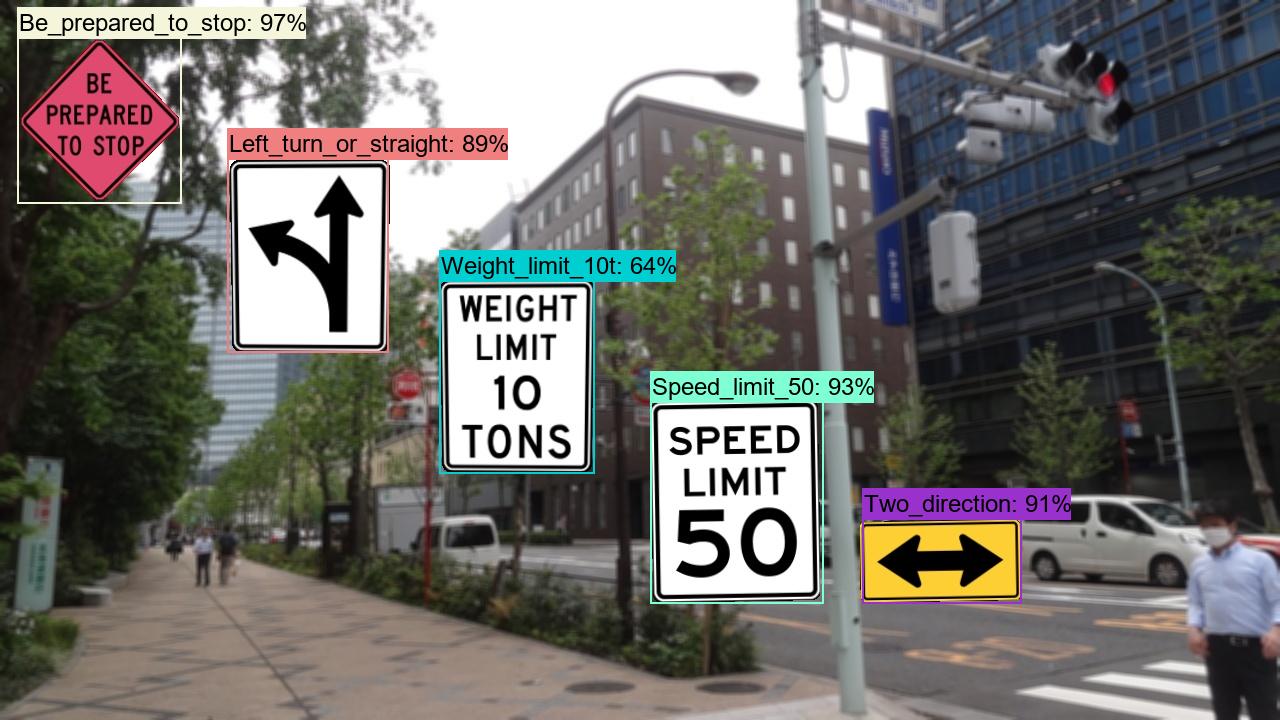 Be_prepared_to_stop: 97%
BE
PREPARED
TO STOP
Left_turn_or_straight: 89%
Weight_limit_10t: 64%
WEIGHT
LIMIT
10
TONS
Speed_limit_50: 93%
SPEED
LIMIT
50
Two_direction: 91%
MIZUHO